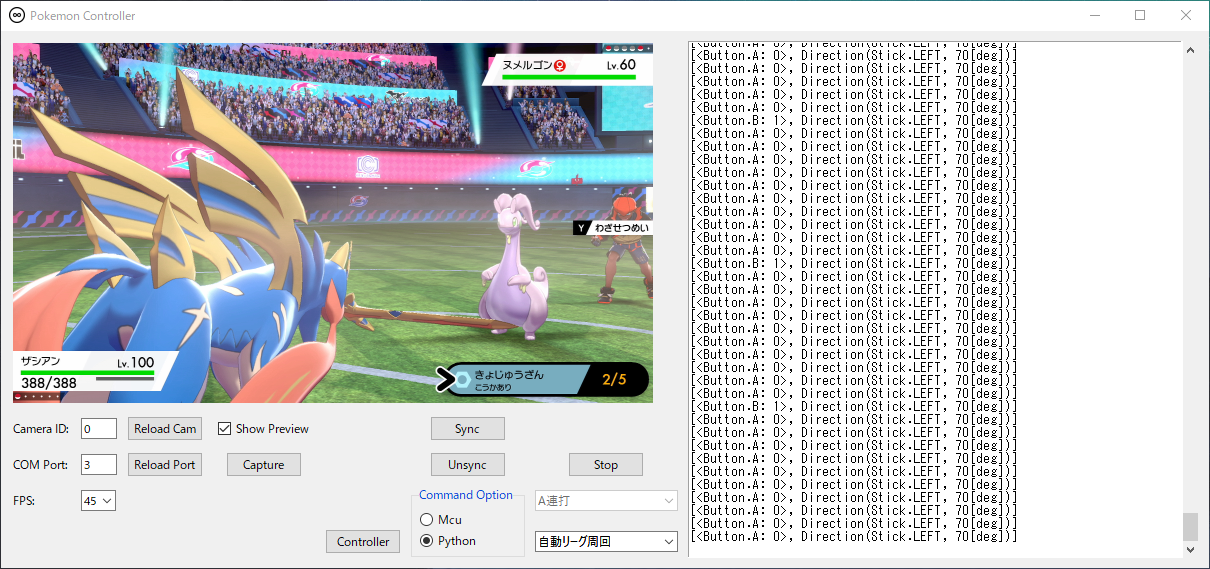 Pokemon Controller
ヌメルゴン♀ Lv.60
Y わざせつめい
ザシアン Lv.100
388/388
きょじゅうざん
こうかあり
2/5
Camera ID: 0 Reload Cam Show Preview Sync
COM Port: 3 Reload Port Capture Unsync Stop
FPS: 45
Command Option
A連打
Mcu
Python
Controller
自動リーグ周回
[<Button.A: 0>, Direction(Stick.LEFT, 70[deg])]
[<Button.A: 0>, Direction(Stick.LEFT, 70[deg])]
[<Button.A: 0>, Direction(Stick.LEFT, 70[deg])]
[<Button.A: 0>, Direction(Stick.LEFT, 70[deg])]
[<Button.A: 0>, Direction(Stick.LEFT, 70[deg])]
[<Button.A: 0>, Direction(Stick.LEFT, 70[deg])]
[<Button.B: 1>, Direction(Stick.LEFT, 70[deg])]
[<Button.A: 0>, Direction(Stick.LEFT, 70[deg])]
[<Button.A: 0>, Direction(Stick.LEFT, 70[deg])]
[<Button.A: 0>, Direction(Stick.LEFT, 70[deg])]
[<Button.A: 0>, Direction(Stick.LEFT, 70[deg])]
[<Button.A: 0>, Direction(Stick.LEFT, 70[deg])]
[<Button.A: 0>, Direction(Stick.LEFT, 70[deg])]
[<Button.A: 0>, Direction(Stick.LEFT, 70[deg])]
[<Button.A: 0>, Direction(Stick.LEFT, 70[deg])]
[<Button.A: 0>, Direction(Stick.LEFT, 70[deg])]
[<Button.A: 0>, Direction(Stick.LEFT, 70[deg])]
[<Button.B: 1>, Direction(Stick.LEFT, 70[deg])]
[<Button.A: 0>, Direction(Stick.LEFT, 70[deg])]
[<Button.A: 0>, Direction(Stick.LEFT, 70[deg])]
[<Button.A: 0>, Direction(Stick.LEFT, 70[deg])]
[<Button.A: 0>, Direction(Stick.LEFT, 70[deg])]
[<Button.A: 0>, Direction(Stick.LEFT, 70[deg])]
[<Button.A: 0>, Direction(Stick.LEFT, 70[deg])]
[<Button.A: 0>, Direction(Stick.LEFT, 70[deg])]
[<Button.A: 0>, Direction(Stick.LEFT, 70[deg])]
[<Button.A: 0>, Direction(Stick.LEFT, 70[deg])]
[<Button.A: 0>, Direction(Stick.LEFT, 70[deg])]
[<Button.B: 1>, Direction(Stick.LEFT, 70[deg])]
[<Button.A: 0>, Direction(Stick.LEFT, 70[deg])]
[<Button.A: 0>, Direction(Stick.LEFT, 70[deg])]
[<Button.A: 0>, Direction(Stick.LEFT, 70[deg])]
[<Button.A: 0>, Direction(Stick.LEFT, 70[deg])]
[<Button.A: 0>, Direction(Stick.LEFT, 70[deg])]
[<Button.A: 0>, Direction(Stick.LEFT, 70[deg])]
[<Button.A: 0>, Direction(Stick.LEFT, 70[deg])]
[<Button.A: 0>, Direction(Stick.LEFT, 70[deg])]
[<Button.A: 0>, Direction(Stick.LEFT, 70[deg])]
[<Button.A: 0>, Direction(Stick.LEFT, 70[deg])]